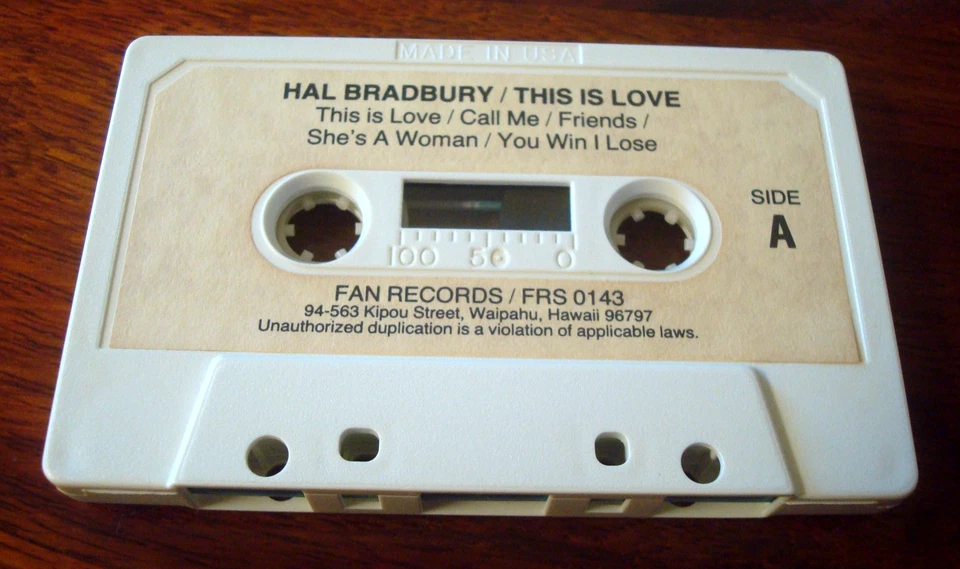 MADE IN USA
HAL BRADBURY / THIS IS LOVE
This is Love / Call Me / Friends /
She's A Woman / You Win I Lose
SIDE
A
100 50 0
FAN RECORDS / FRS 0143
94-563 Kipou Street, Waipahu, Hawaii 96797
Unauthorized duplication is a violation of applicable laws.